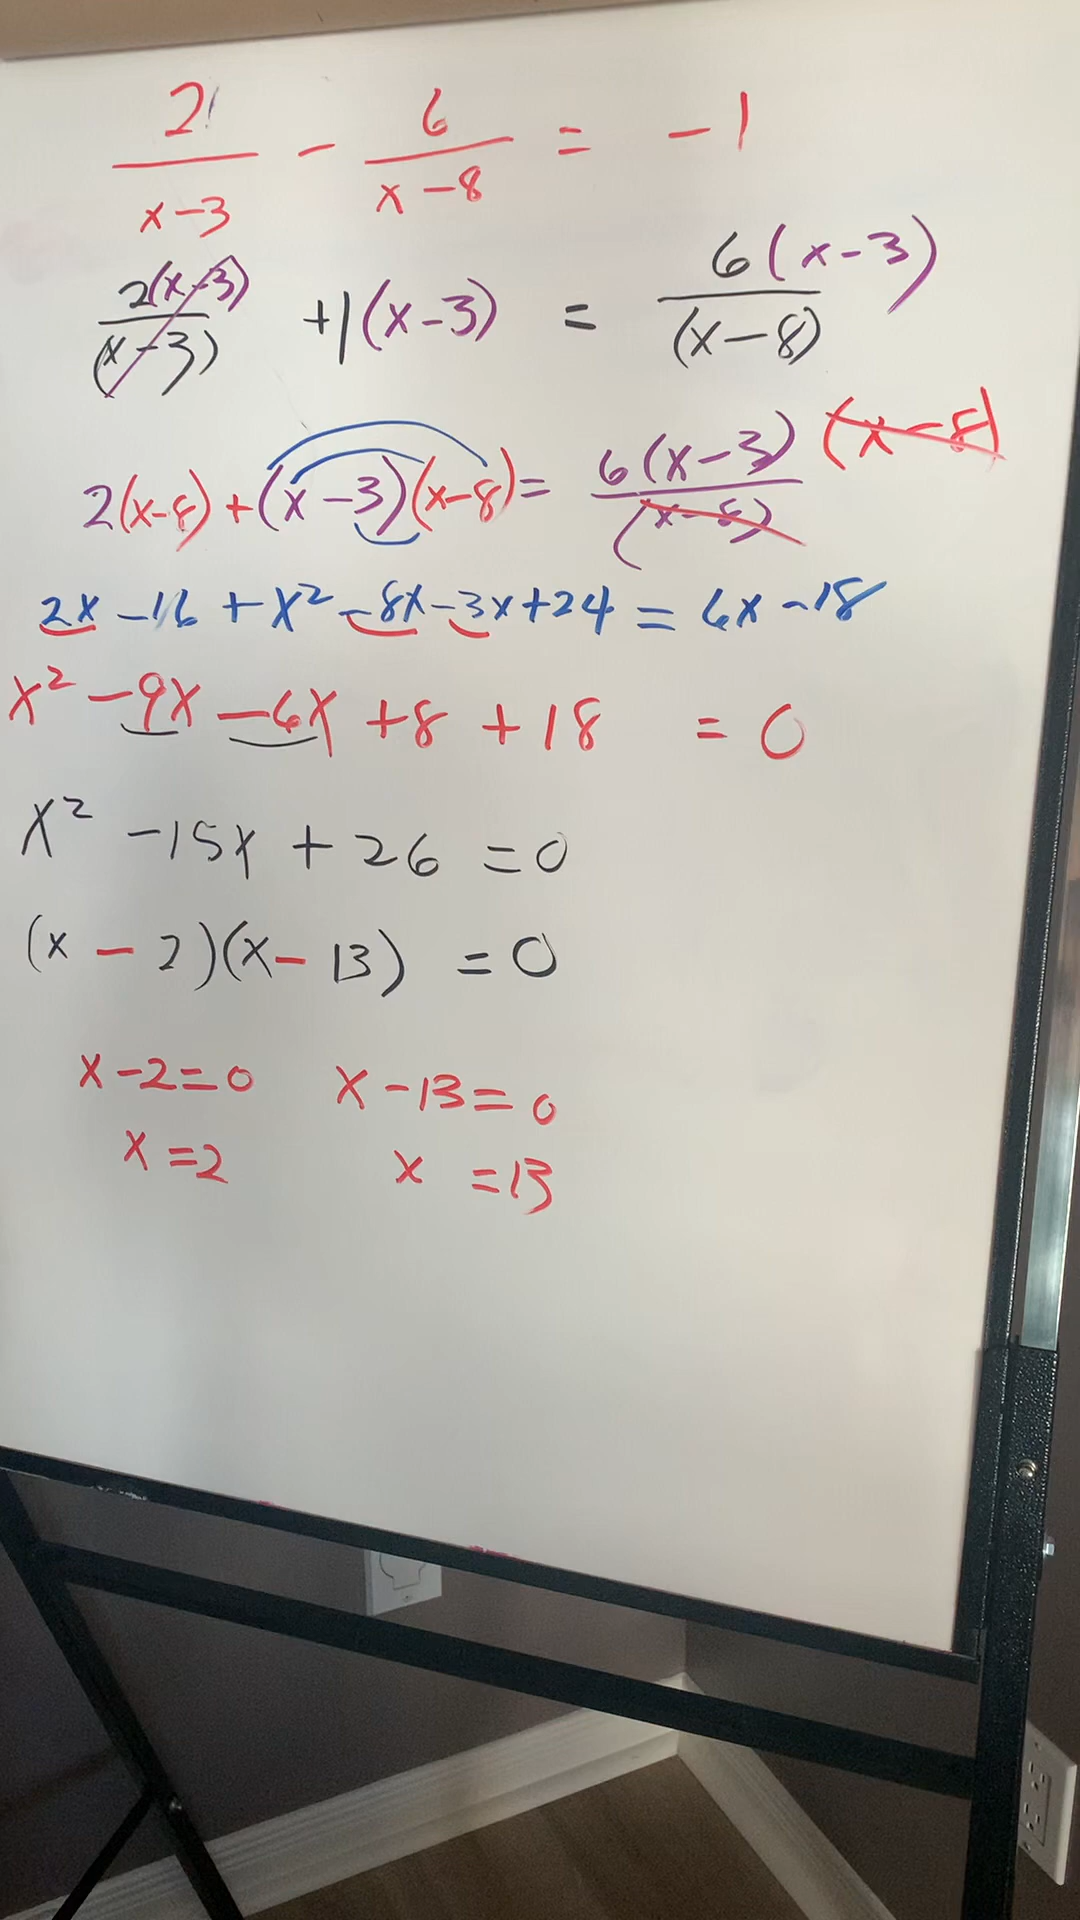 2/(x-3) - 6/(x-8) = -1
2(x-3)/(x-3) +1(x-3) = 6(x-3)/(x-8)
2(x-8)+(x-3)(x-8)= 6(x-3)(x-8)/(x-8)
2x -16 + x² -8x-3x+24 = 6x -18
x² -9x -6x +8 +18 = 0
x² -15x + 26 =0
(x - 2)(x- 13) =0
x-2=0 x-13=0
x=2 x =13